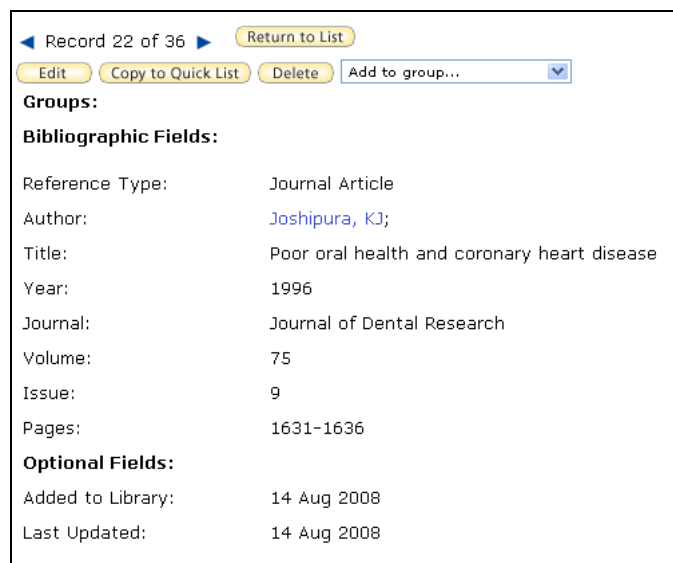 ◀ Record 22 of 36 ▶ Return to List
Edit Copy to Quick List Delete Add to group...
Groups:
Bibliographic Fields:
Reference Type: Journal Article
Author: Joshipura, KJ;
Title: Poor oral health and coronary heart disease
Year: 1996
Journal: Journal of Dental Research
Volume: 75
Issue: 9
Pages: 1631-1636
Optional Fields:
Added to Library: 14 Aug 2008
Last Updated: 14 Aug 2008